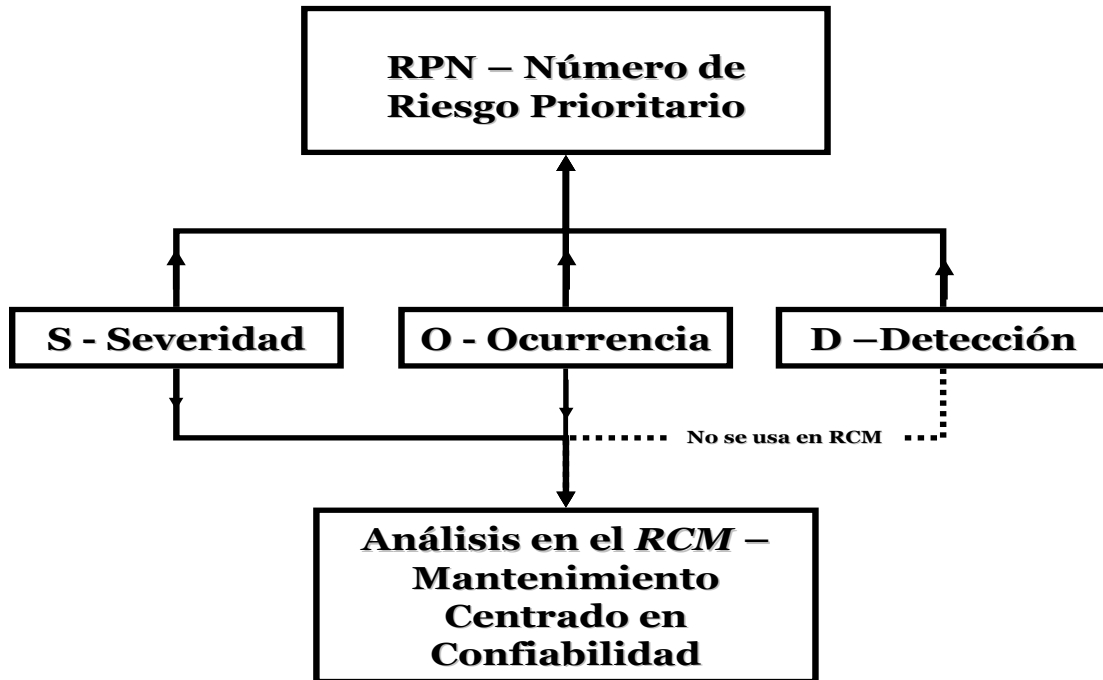 RPN – Número de
Riesgo Prioritario
S - Severidad
O - Ocurrencia
D –Detección
No se usa en RCM
Análisis en el RCM –
Mantenimiento
Centrado en
Confiabilidad